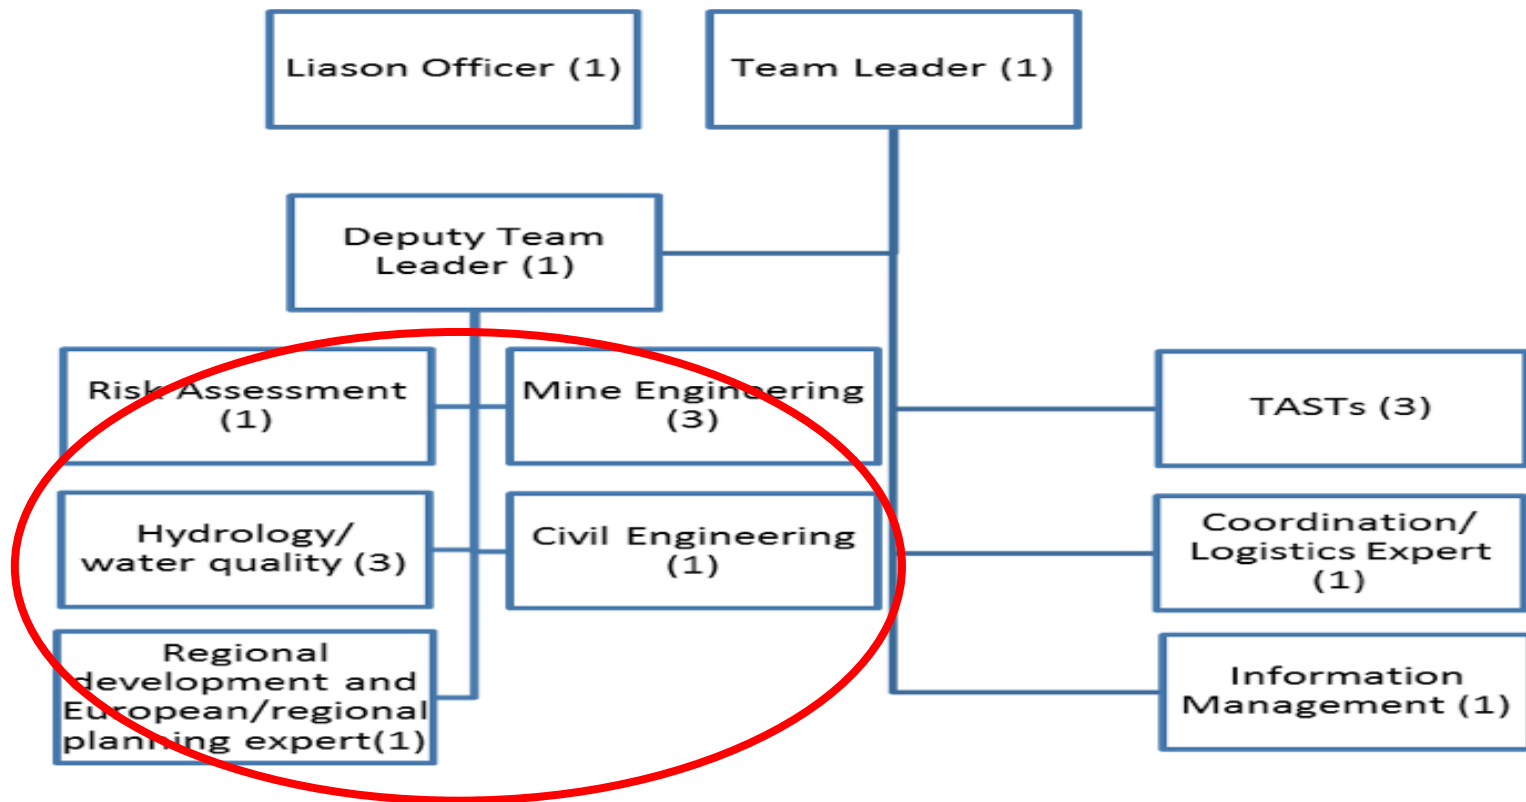 Liason Officer (1)
Team Leader (1)
Deputy Team
Leader (1)
Risk Assessment
(1)
Mine Engineering
(3)
TASTs (3)
Hydrology/
water quality (3)
Civil Engineering
(1)
Coordination/
Logistics Expert
(1)
Regional
development and
European/regional
planning expert(1)
Information
Management (1)